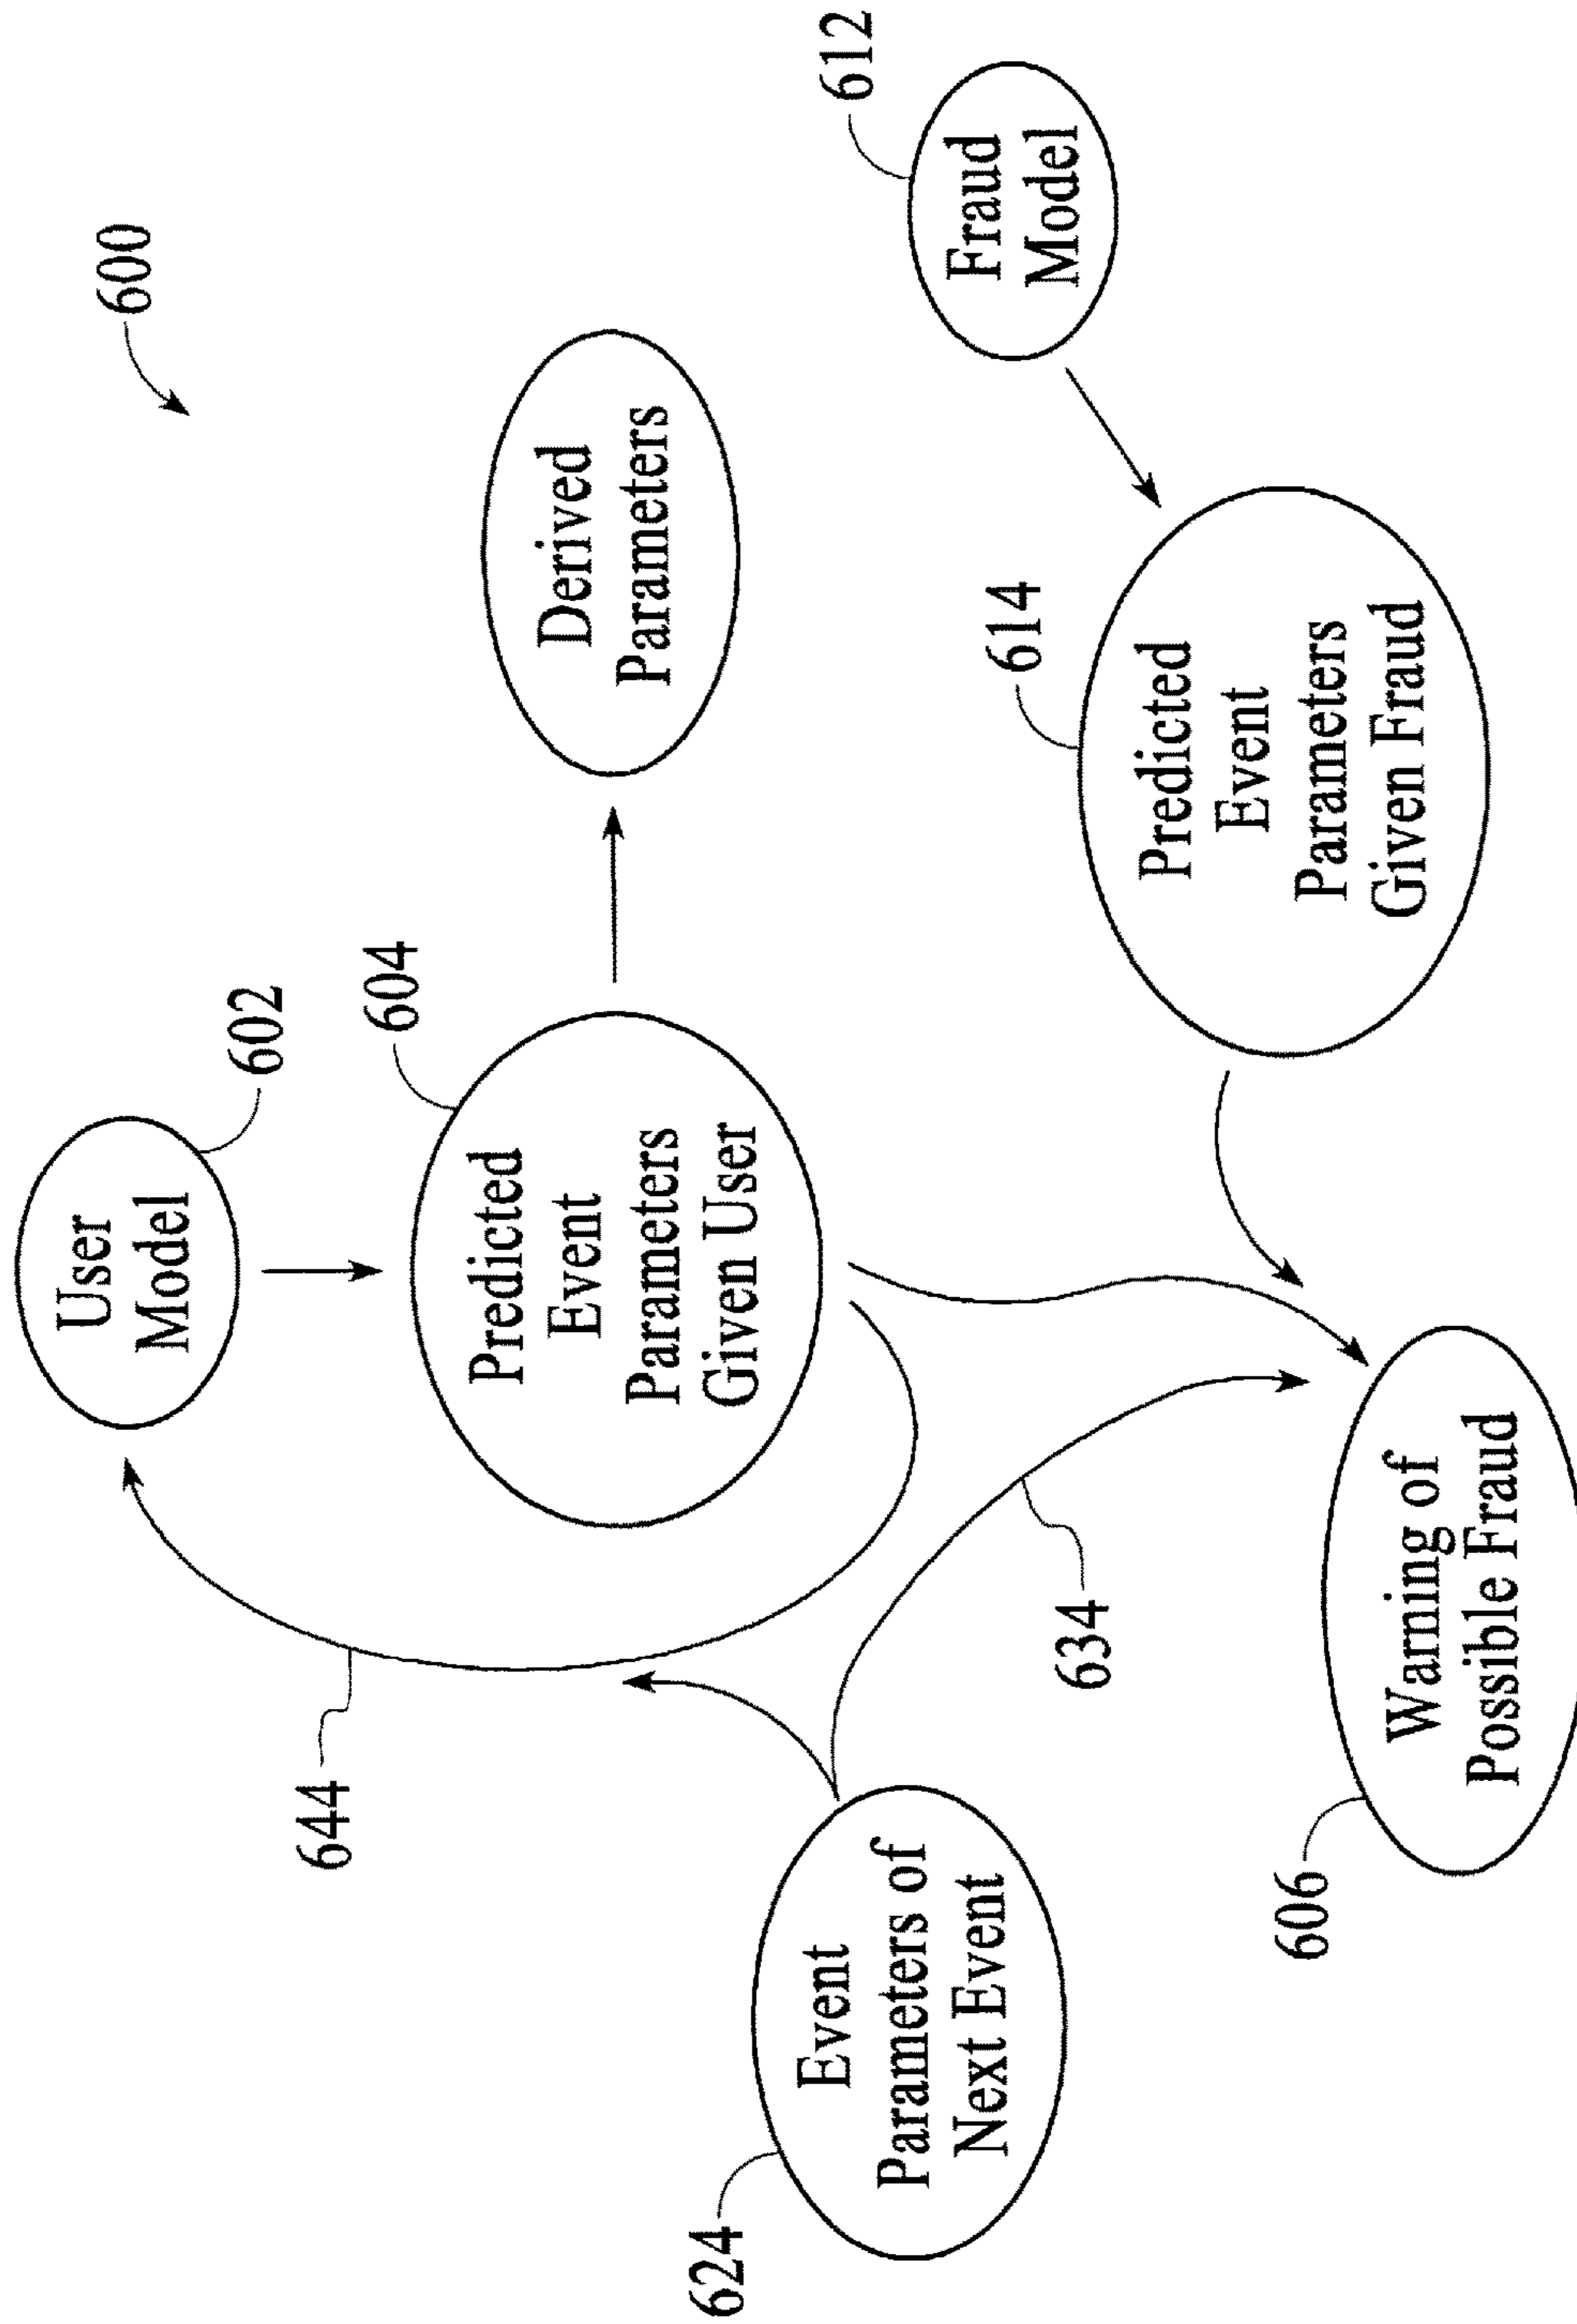 600
User
Model
602
604
Predicted
Event
Parameters
Given User
Derived
Parameters
644
Event
Parameters of
Next Event
624
634
612
Fraud
Model
614
Predicted
Event
Parameters
Given Fraud
Warning of
Possible Fraud
606